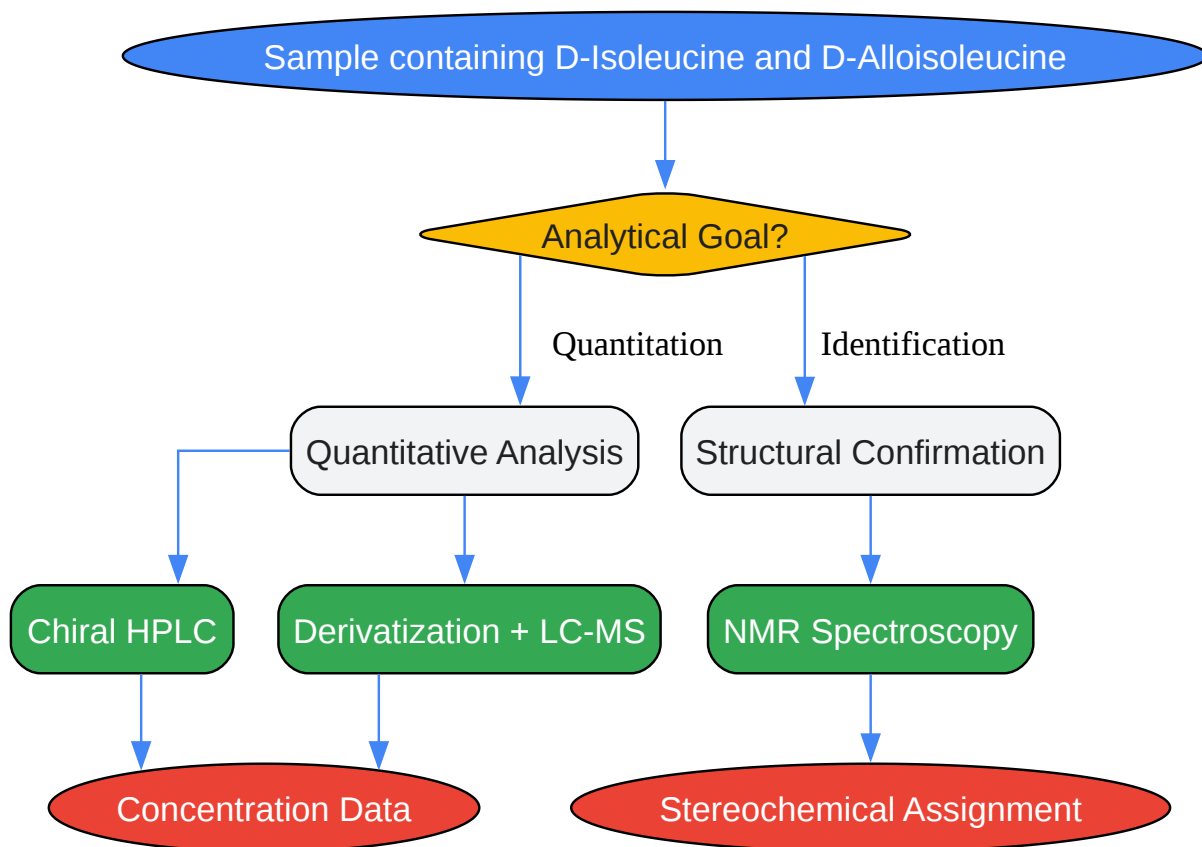 Sample containing D-Isoleucine and D-Alloisoleucine
Analytical Goal?
Quantitation
Identification
Quantitative Analysis
Structural Confirmation
Chiral HPLC
Derivatization + LC-MS
NMR Spectroscopy
Concentration Data
Stereochemical Assignment